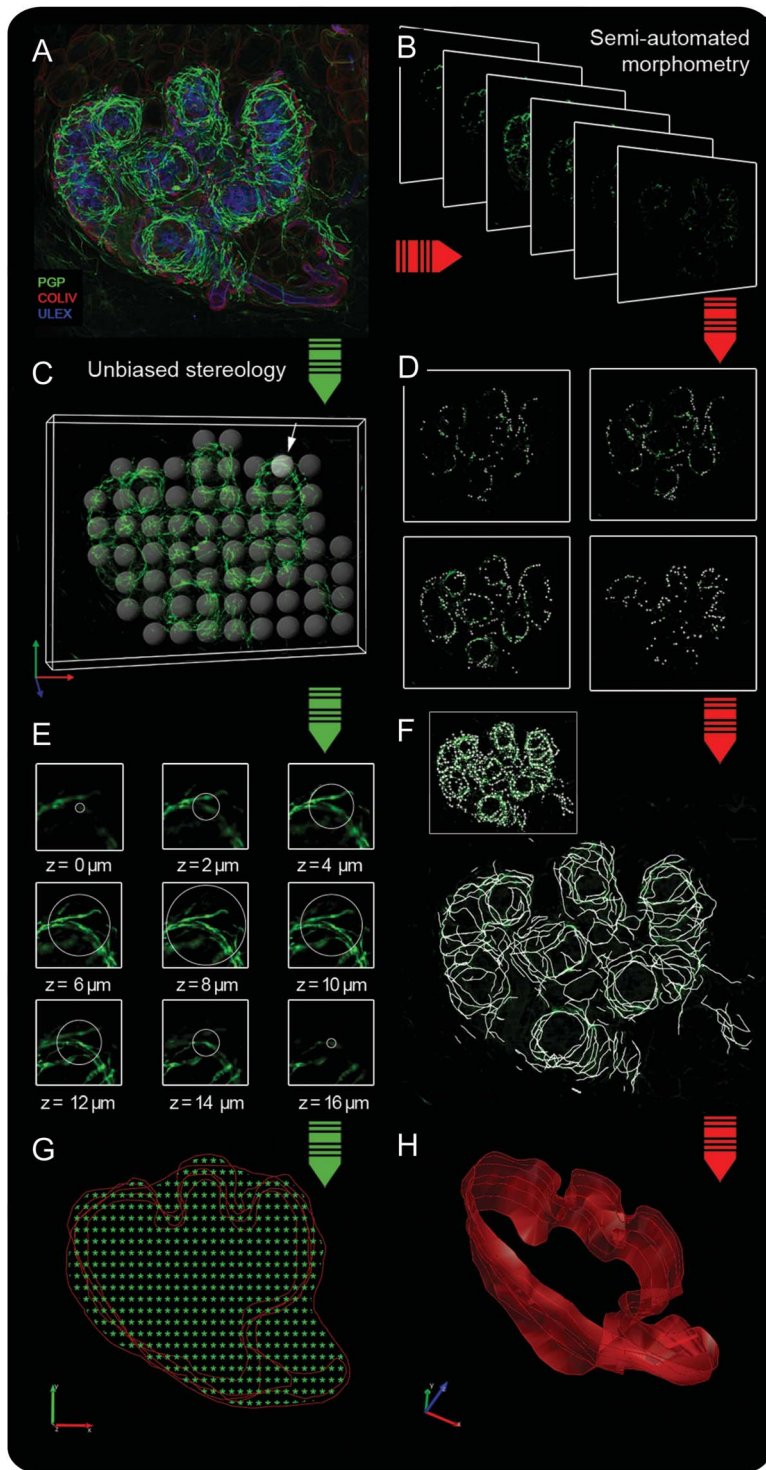 A
PGP
COLIV
ULEX
B
Semi-automated
morphometry
C
Unbiased stereology
D
E
z = 0 µm
z = 2 µm
z = 4 µm
z = 6 µm
z = 8 µm
z = 10 µm
z = 12 µm
z = 14 µm
z = 16 µm
F
G
y
z
x
H
y
z
x